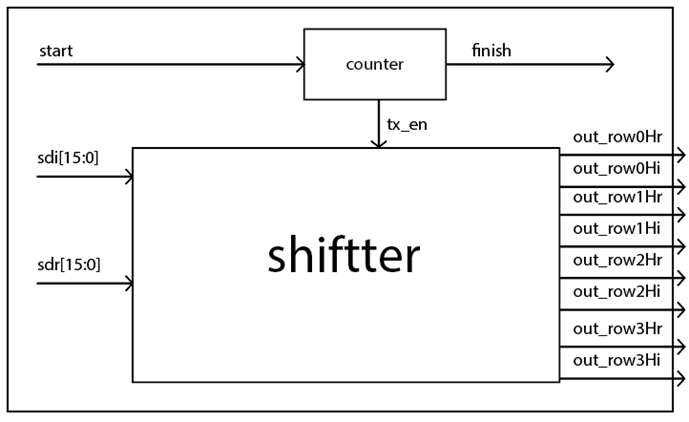 start
counter
finish
tx_en
sdi[15:0]
sdr[15:0]
shiftter
out_row0Hr
out_row0Hi
out_row1Hr
out_row1Hi
out_row2Hr
out_row2Hi
out_row3Hr
out_row3Hi